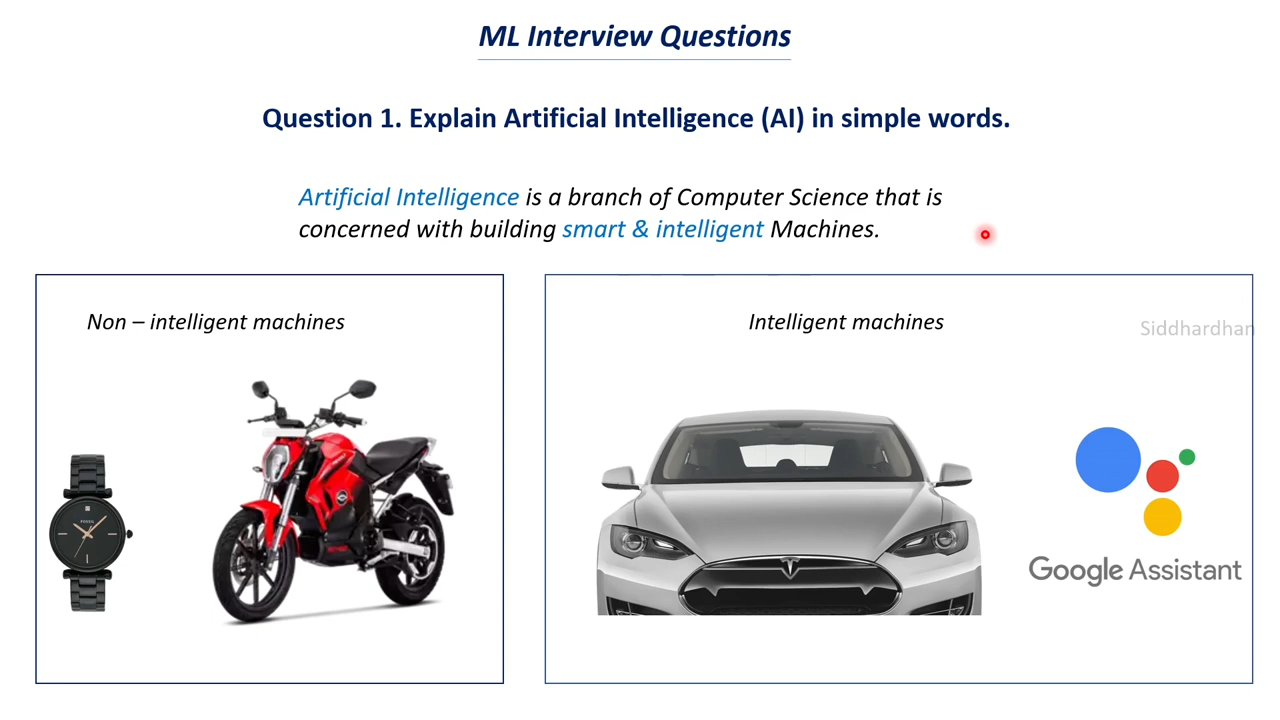 ML Interview Questions
Question 1. Explain Artificial Intelligence (AI) in simple words.
Artificial Intelligence is a branch of Computer Science that is
concerned with building smart & intelligent Machines.
Non – intelligent machines
Intelligent machines
Siddhardhan
FOSSIL
Google Assistant